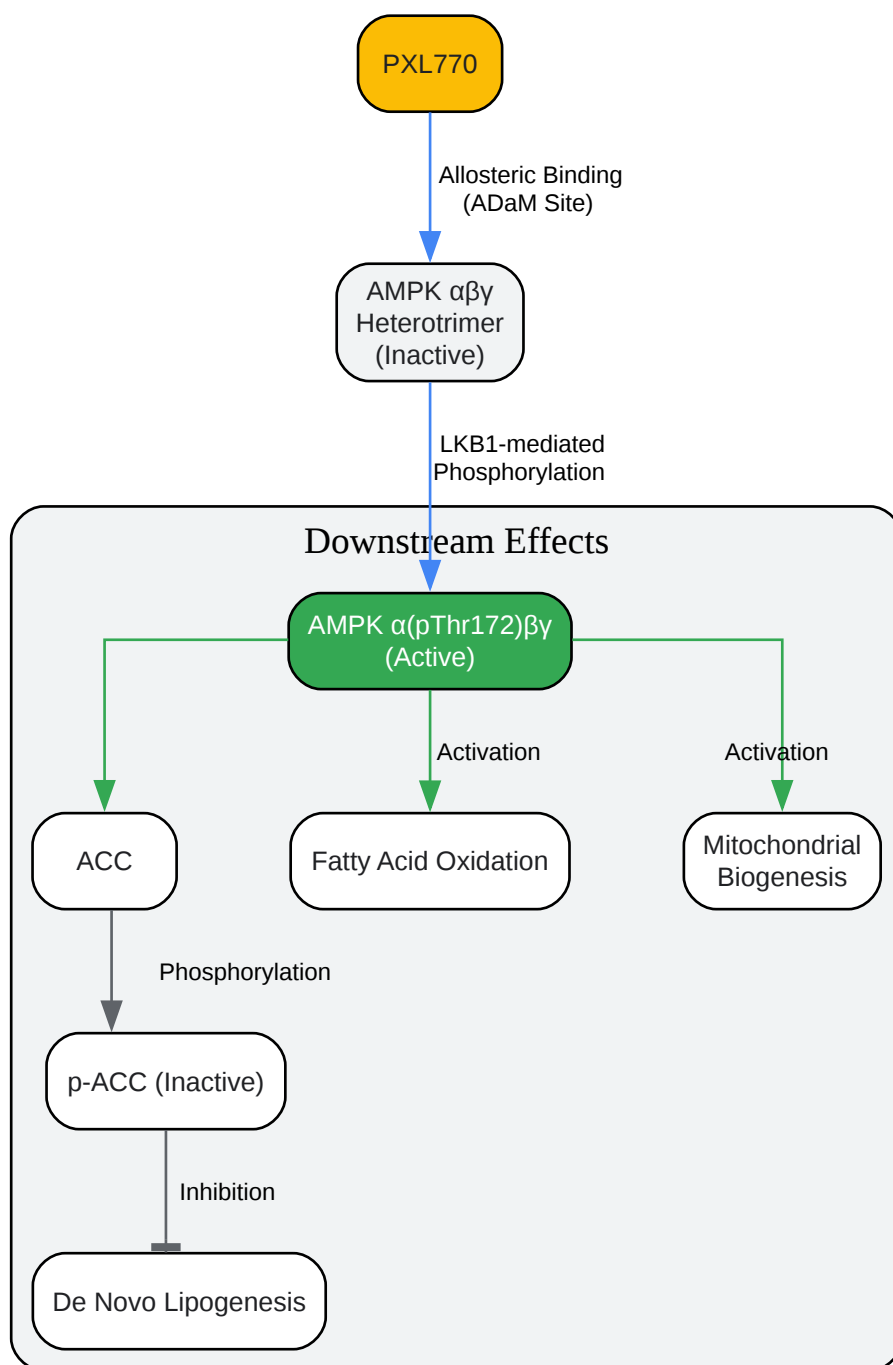 PXL770
Allosteric Binding
(ADaM Site)
AMPK αβγ
Heterotrimer
(Inactive)
LKB1-mediated
Phosphorylation
Downstream Effects
AMPK α(pThr172)βγ
(Active)
Activation
Activation
ACC
Fatty Acid Oxidation
Mitochondrial
Biogenesis
Phosphorylation
p-ACC (Inactive)
Inhibition
De Novo Lipogenesis